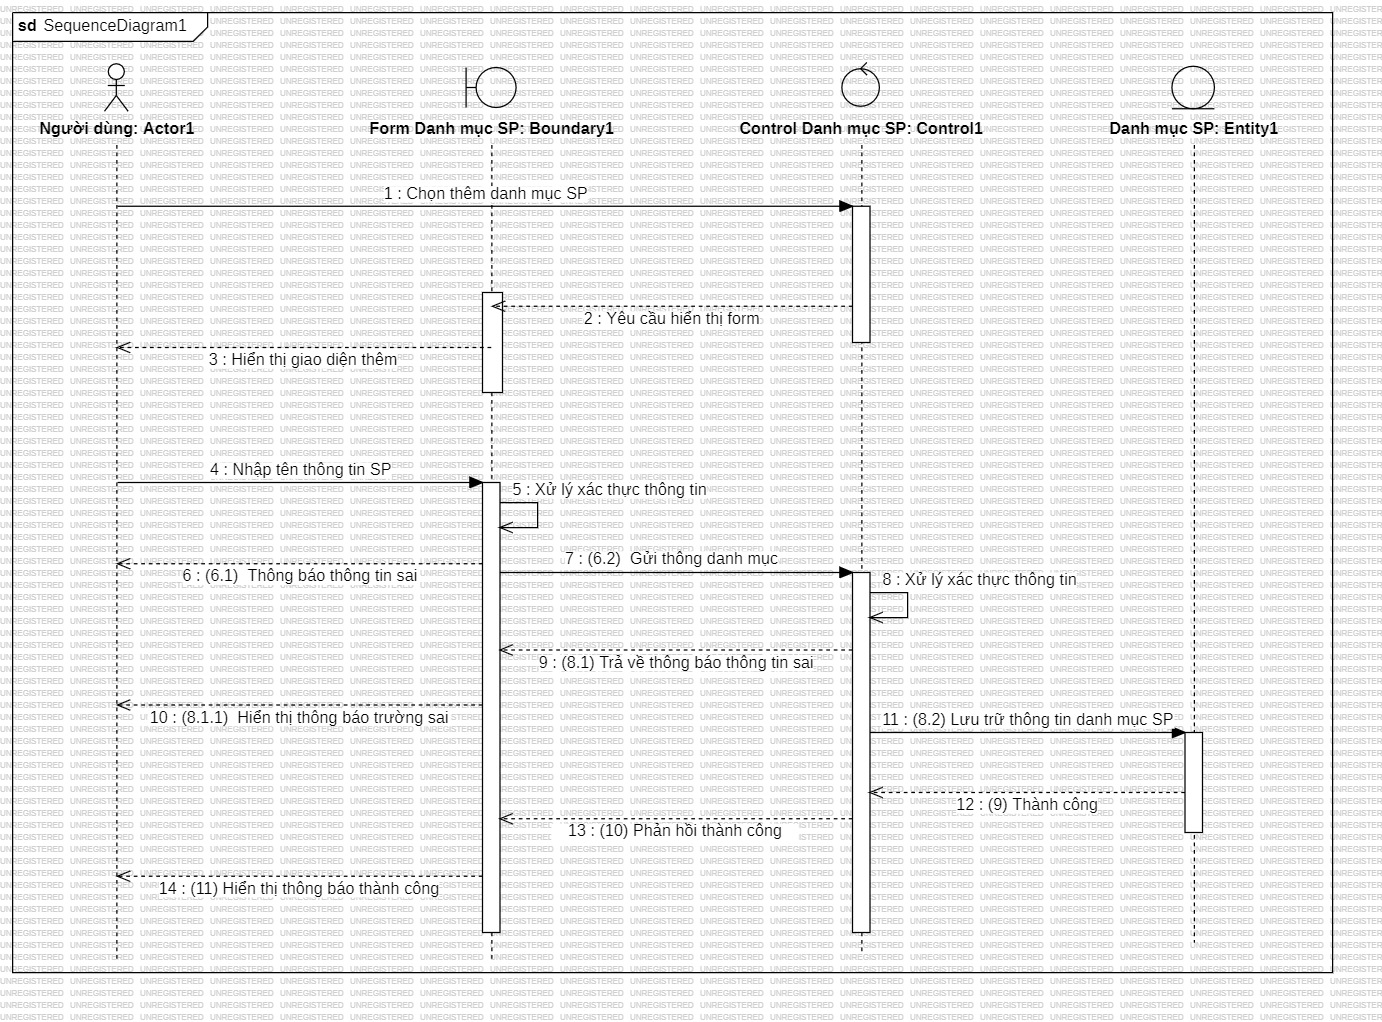 sd SequenceDiagram1
Người dùng: Actor1
Form Danh mục SP: Boundary1
Control Danh mục SP: Control1
Danh mục SP: Entity1
1 : Chọn thêm danh mục SP
2 : Yêu cầu hiển thị form
3 : Hiển thị giao diện thêm
4 : Nhập tên thông tin SP
5 : Xử lý xác thực thông tin
6 : (6.1)  Thông báo thông tin sai
7 : (6.2)  Gửi thông danh mục
8 : Xử lý xác thực thông tin
9 : (8.1) Trả về thông báo thông tin sai
10 : (8.1.1)  Hiển thị thông báo trường sai
11 : (8.2) Lưu trữ thông tin danh mục SP
12 : (9) Thành công
13 : (10) Phản hồi thành công
14 : (11) Hiển thị thông báo thành công
UNREGISTERED